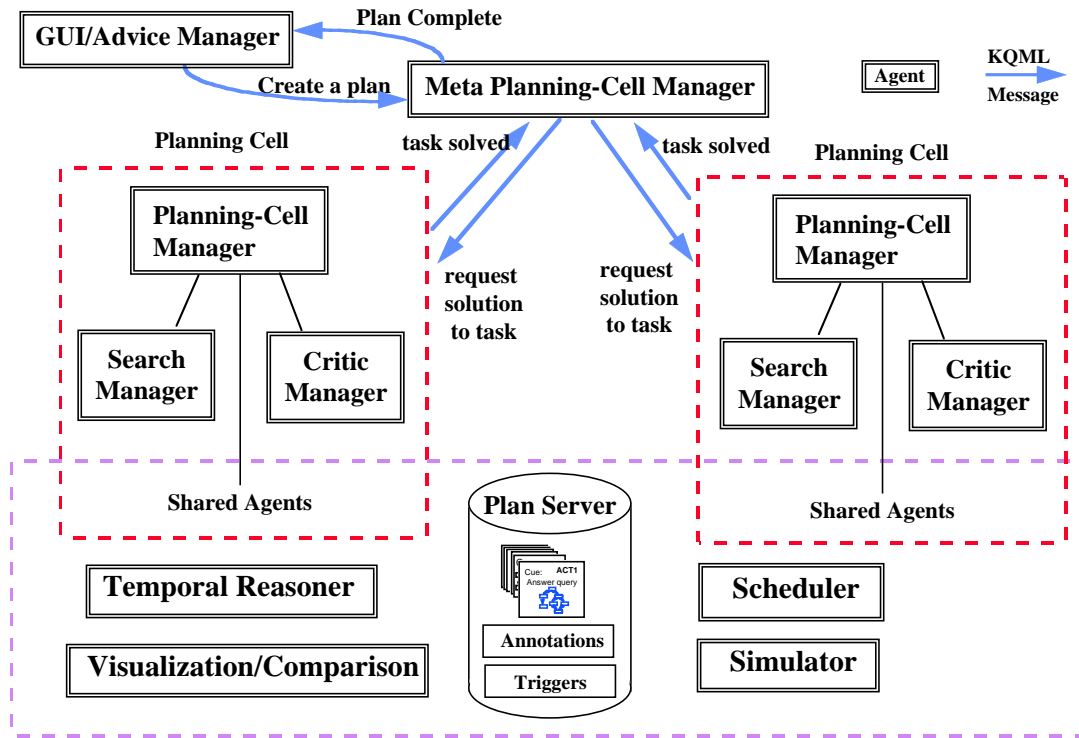 Plan Complete
GUI/Advice Manager
Create a plan
Meta Planning-Cell Manager
Agent
KQML
Message
Planning Cell
task solved
task solved
Planning Cell
Planning-Cell
Manager
request
solution
to task
request
solution
to task
Planning-Cell
Manager
Search
Manager
Critic
Manager
Search
Manager
Critic
Manager
Shared Agents
Plan Server
Shared Agents
Cue: ACT1
Answer query
Temporal Reasoner
Annotations
Scheduler
Visualization/Comparison
Triggers
Simulator